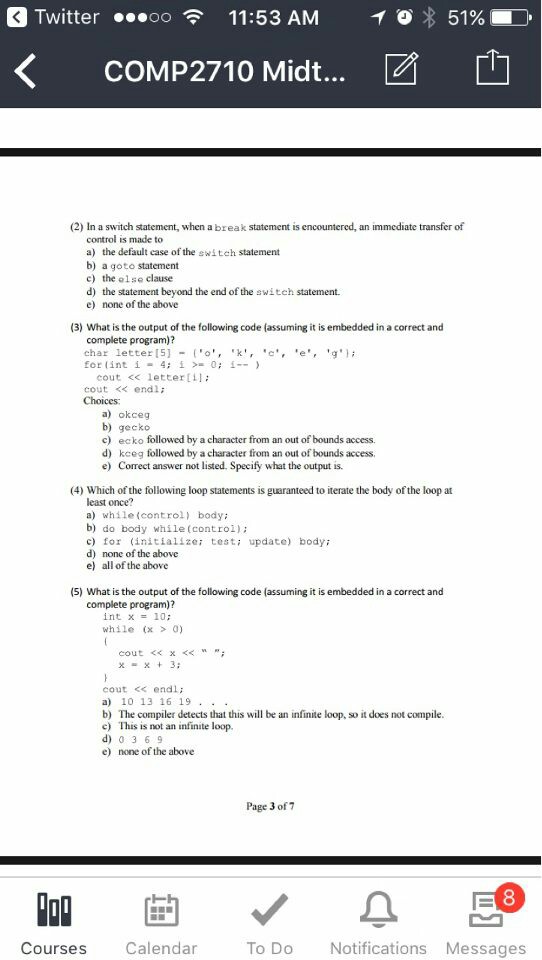 Twitter 11:53 AM 51%
COMP2710 Midt...
(2) In a switch statement, when a break statement is encountered, an immediate transfer of
control is made to
a) the default case of the switch statement
b) a goto statement
c) the else clause
d) the statement beyond the end of the switch statement.
e) none of the above
(3) What is the output of the following code (assuming it is embedded in a correct and
complete program)?
char letter[5] = {'o', 'k', 'c', 'e', 'g'};
for(int i = 4; i >= 0; i-- )
cout << letter[i];
cout << endl;
Choices:
a) okceg
b) gecko
c) ecko followed by a character from an out of bounds access.
d) kceg followed by a character from an out of bounds access.
e) Correct answer not listed. Specify what the output is.
(4) Which of the following loop statements is guaranteed to iterate the body of the loop at
least once?
a) while(control) body;
b) do body while(control);
c) for (initialize; test; update) body;
d) none of the above
e) all of the above
(5) What is the output of the following code (assuming it is embedded in a correct and
complete program)?
int x = 10;
while (x > 0)
{
cout << x << “ ”;
x = x + 3;
}
cout << endl;
a) 10 13 16 19 . . .
b) The compiler detects that this will be an infinite loop, so it does not compile.
c) This is not an infinite loop.
d) 0 3 6 9
e) none of the above
Page 3 of 7
8
Courses Calendar To Do Notifications Messages